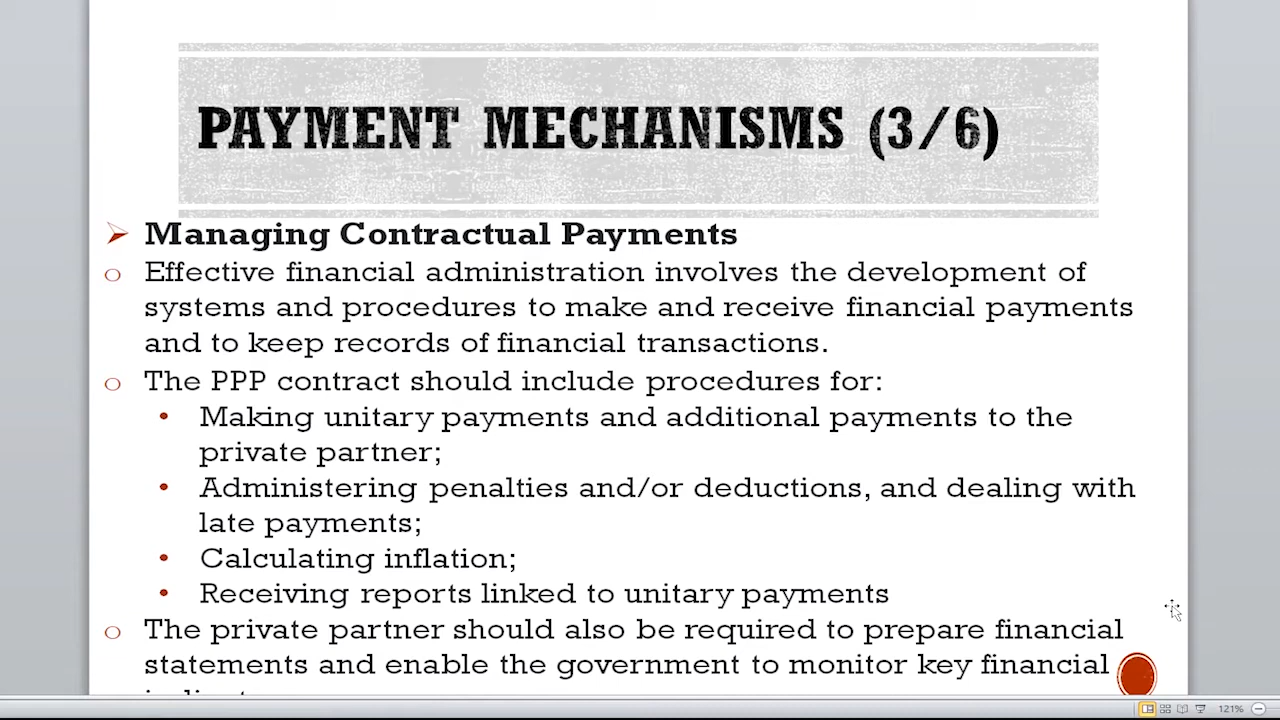 PAYMENT MECHANISMS (3/6)
Managing Contractual Payments
Effective financial administration involves the development of
systems and procedures to make and receive financial payments
and to keep records of financial transactions.
The PPP contract should include procedures for:
Making unitary payments and additional payments to the
private partner;
Administering penalties and/or deductions, and dealing with
late payments;
Calculating inflation;
Receiving reports linked to unitary payments
The private partner should also be required to prepare financial
statements and enable the government to monitor key financial
121%